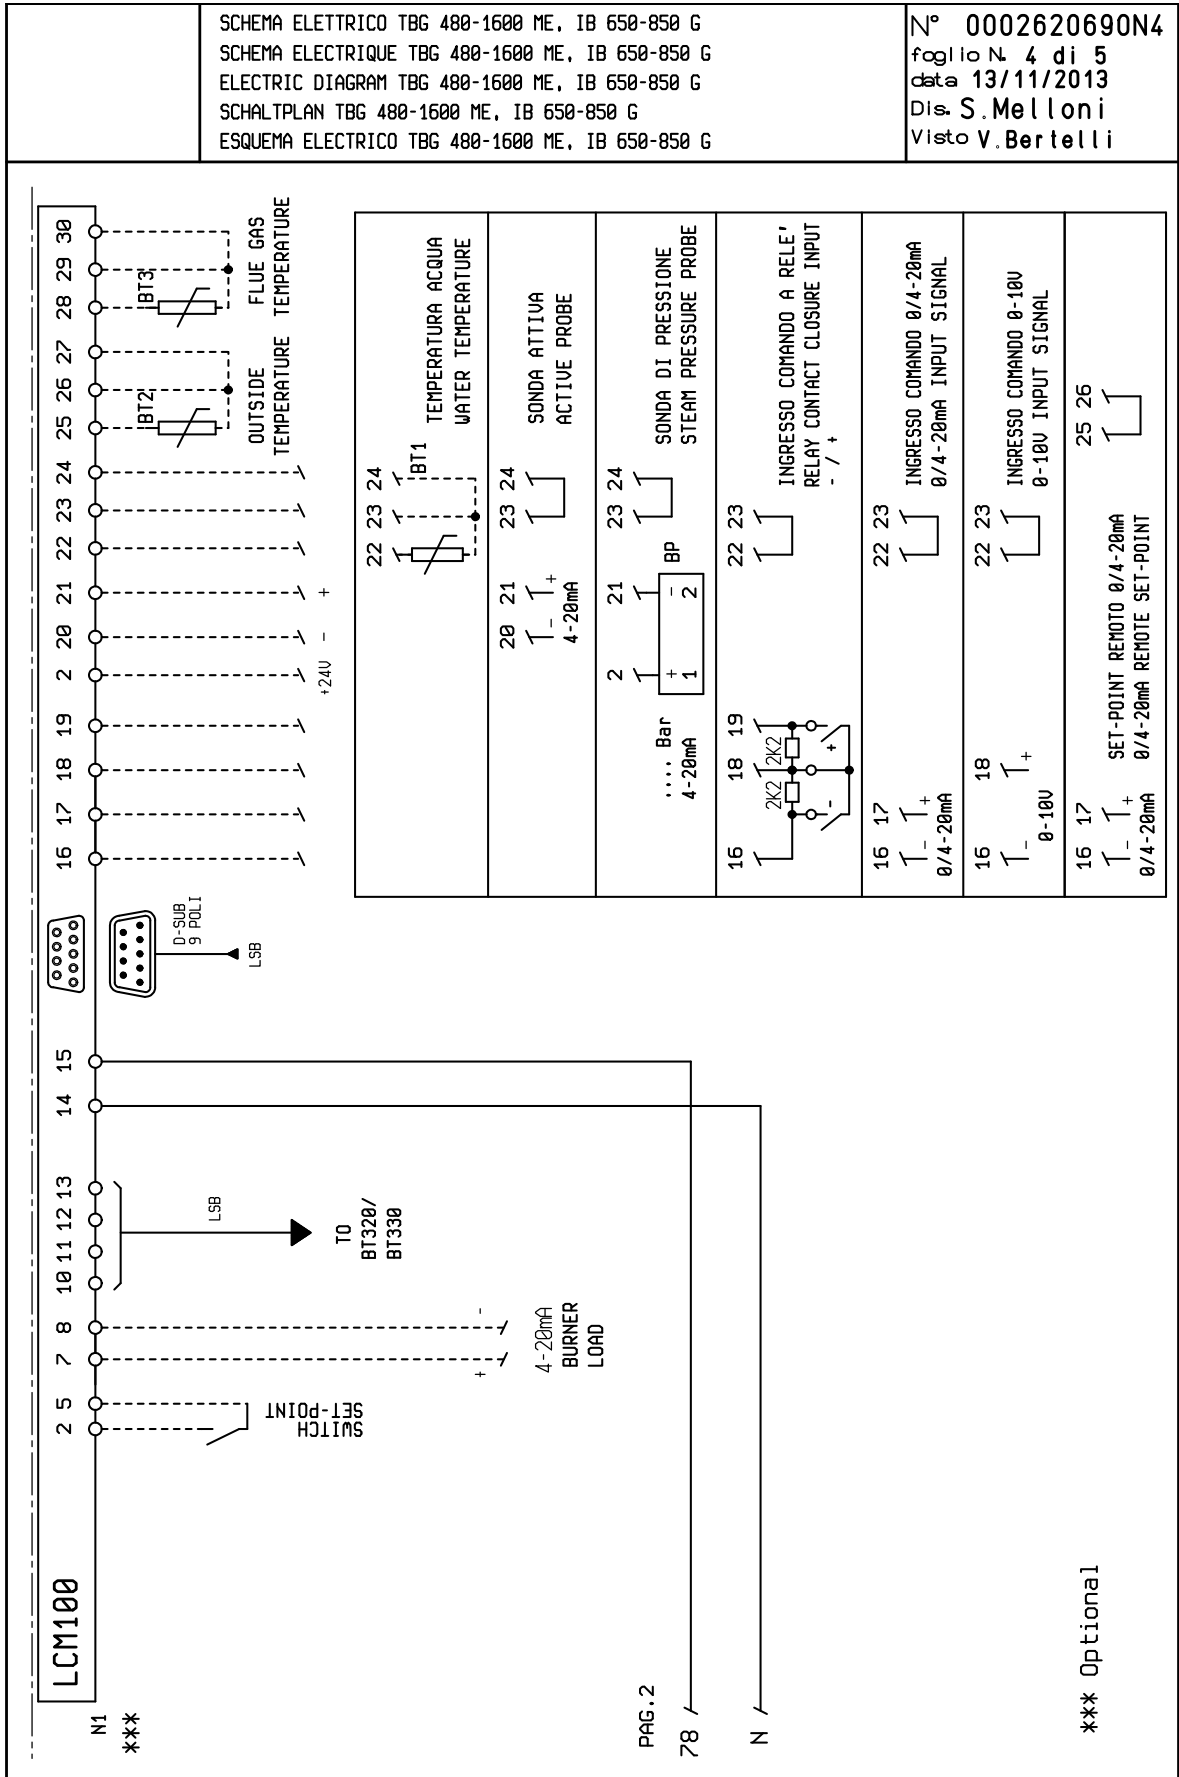 SCHEMA ELETTRICO TBG 480-1600 ME, IB 650-850 G
SCHEMA ELECTRIQUE TBG 480-1600 ME, IB 650-850 G
ELECTRIC DIAGRAM TBG 480-1600 ME, IB 650-850 G
SCHALTPLAN TBG 480-1600 ME, IB 650-850 G
ESQUEMA ELECTRICO TBG 480-1600 ME, IB 650-850 G
N° 0002620690N4
foglio N. 4 di 5
data 13/11/2013
Dis. S.Melloni
Visto V.Bertelli
LCM100
N1
***
2 5 7 8 10 11 12 13 14 15 16 17 18 19 2 20 21 22 23 24 25 26 27 28 29 30
SWITCH
SET-POINT
+ -
4-20mA
BURNER
LOAD
LSB
TO
BT320/
BT330
D-SUB
9 POLI
LSB
+24V - +
BT2
OUTSIDE
TEMPERATURE
BT3
FLUE GAS
TEMPERATURE
22 23 24
BT1
TEMPERATURA ACQUA
WATER TEMPERATURE
20 21 23 24
- +
4-20mA
SONDA ATTIVA
ACTIVE PROBE
2 21 23 24
+ -
1 2
BP
.... Bar
4-20mA
SONDA DI PRESSIONE
STEAM PRESSURE PROBE
16 18 19 22 23
2K2 2K2
- +
INGRESSO COMANDO A RELE'
RELAY CONTACT CLOSURE INPUT
- / +
16 17 22 23
- +
0/4-20mA
INGRESSO COMANDO 0/4-20mA
0/4-20mA INPUT SIGNAL
16 18 22 23
- +
0-10V
INGRESSO COMANDO 0-10V
0-10V INPUT SIGNAL
16 17 25 26
- +
0/4-20mA
SET-POINT REMOTO 0/4-20mA
0/4-20mA REMOTE SET-POINT
PAG.2
78
N
*** Optional